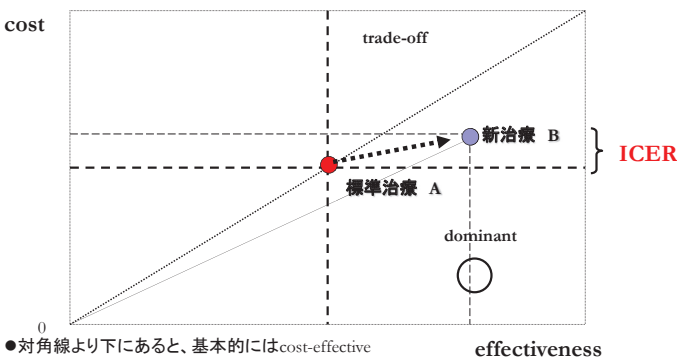 cost
trade-off
新治療 B
ICER
標準治療 A
dominant
0
●対角線より下にあると、基本的にはcost-effective
effectiveness